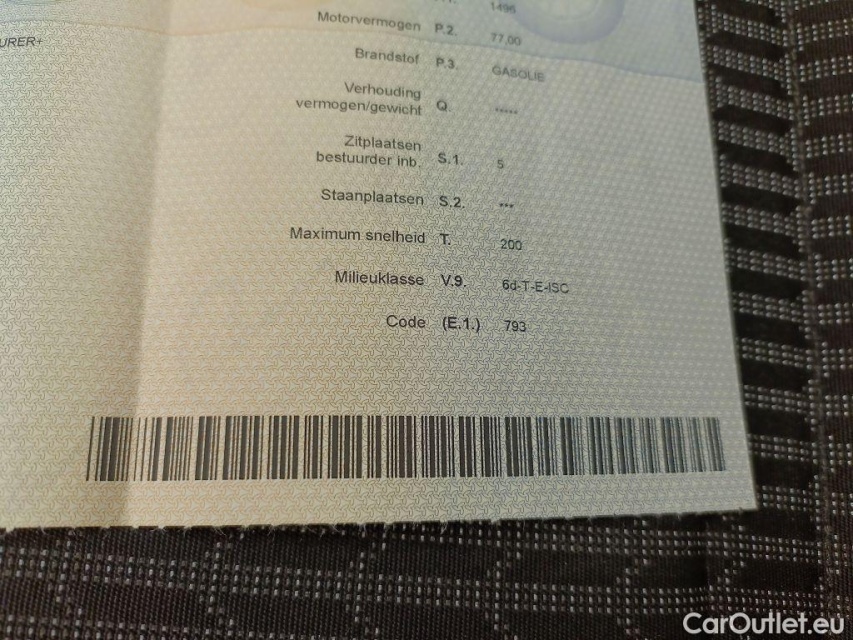 1496
Motorvermogen P.2. 77,00
URER+
Brandstof P.3. GASOLIE
Verhouding
vermogen/gewicht Q. *****
Zitplaatsen
bestuurder inb. S.1. 5
Staanplaatsen S.2. ***
Maximum snelheid T. 200
Milieuklasse V.9. 6d-T-E-ISC
Code (E.1.) 793
CarOutlet.eu